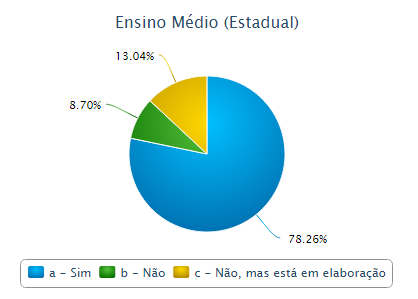 Ensino Médio (Estadual)
13.04%
8.70%
78.26%
a - Sim b - Não c - Não, mas está em elaboração